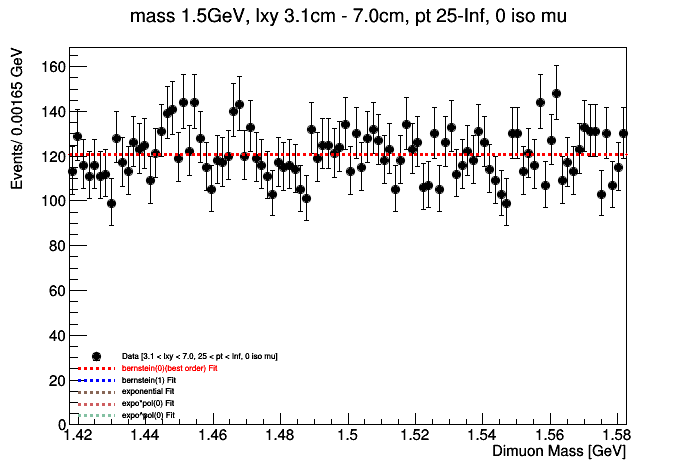 mass 1.5GeV, lxy 3.1cm - 7.0cm, pt 25-Inf, 0 iso mu
Events/ 0.00165 GeV
160
140
120
100
80
60
40
20
0
Data [3.1 < lxy < 7.0, 25 < pt < Inf, 0 iso mu]
bernstein(0)(best order) Fit
bernstein(1) Fit
exponential Fit
expo*pol(0) Fit
expo*pol(0) Fit
1.42 1.44 1.46 1.48 1.5 1.52 1.54 1.56 1.58
Dimuon Mass [GeV]